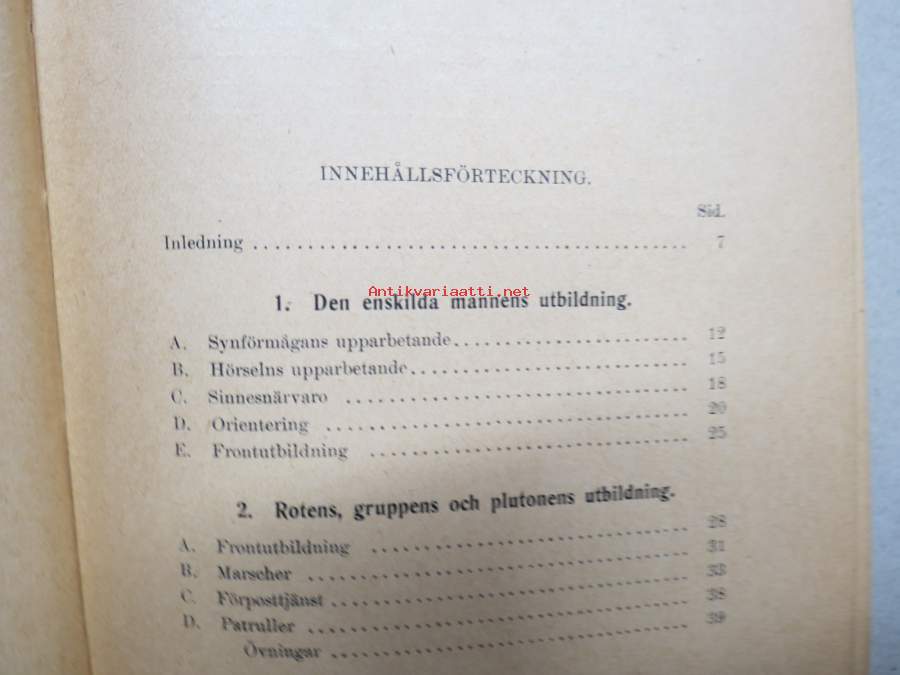 INNEHÅLLSFÖRTECKNING.
Sid.
Inledning ........................................ 7
Antikvariaatti.net
1. Den enskilda mannens utbildning.
A. Synförmågans upparbetande........................ 12
B. Hörselns upparbetande............................ 15
C. Sinnesnärvaro .................................. 18
D. Orientering .................................... 20
E. Frontutbildning ................................ 25
2. Rotens, gruppens och plutonens utbildning.
A. Frontutbildning ................................ 28
B. Marscher ....................................... 31
C. Förposttjänst .................................. 33
D. Patruller ...................................... 38
Övningar ....................................... 39